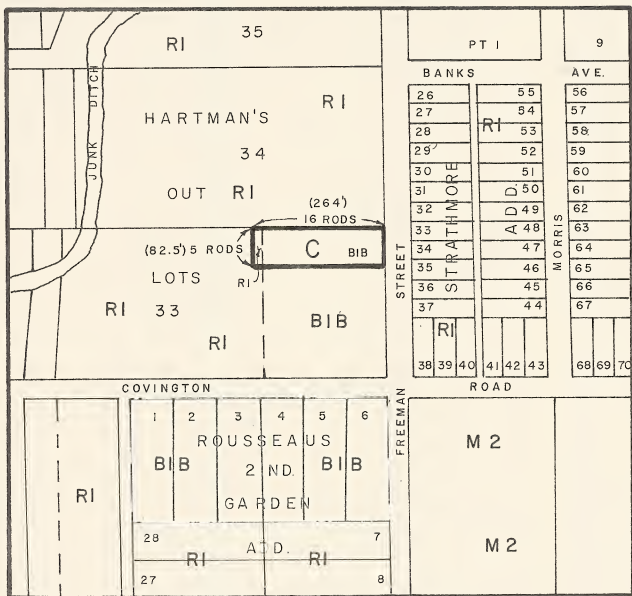 35
R1
PT 1
9
BANKS AVE.
JUNK DITCH
HARTMAN'S
R1
34
OUT R1
(264')
16 RODS
(82.5') 5 RODS
C B1B
R1
LOTS
R1 33
R1
B1B
26 55 56
27 54 57
R1
28 53 58
29 52 59
30 51 60
31 50 61
32 49 62
33 48 63
34 47 64
35 46 65
36 45 66
37 44 67
R1
38 39 40 41 42 43 68 69 70
STRATHMORE
ADD.
MORRIS
STREET
FREEMAN
COVINGTON ROAD
1 2 3 4 5 6
ROUSSEAUS
B1B 2 ND. B1B
GARDEN
28 7
R1 ADD. R1
27 8
R1
M 2
M 2